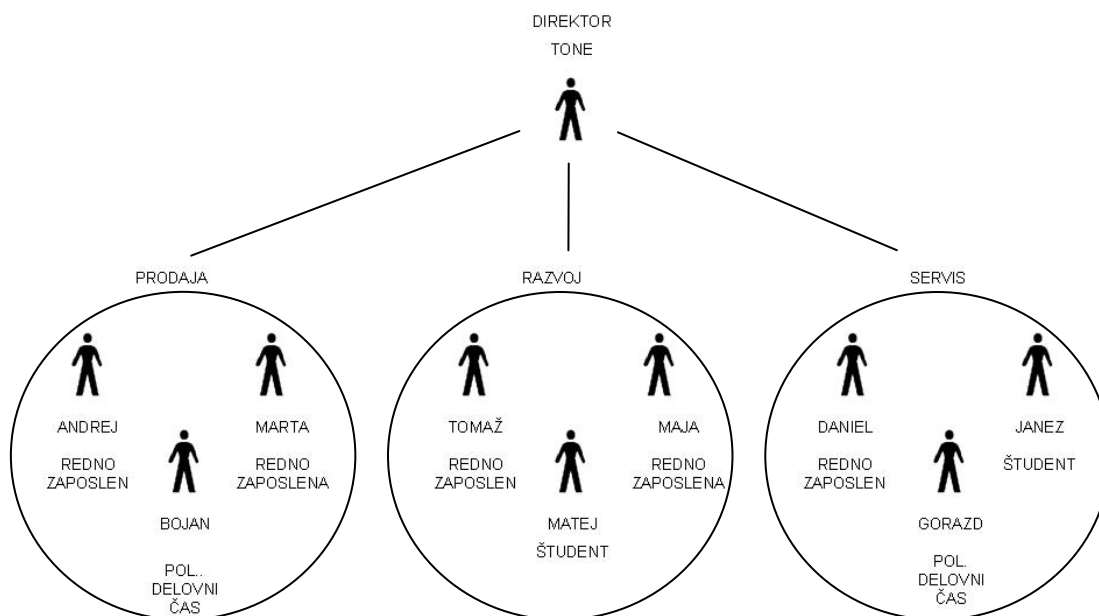 DIREKTOR
TONE
PRODAJA
ANDREJ
REDNO
ZAPOSLEN
MARTA
REDNO
ZAPOSLENA
BOJAN
POL..
DELOVNI
ČAS
RAZVOJ
TOMAŽ
REDNO
ZAPOSLEN
MAJA
REDNO
ZAPOSLENA
MATEJ
ŠTUDENT
SERVIS
DANIEL
REDNO
ZAPOSLEN
JANEZ
ŠTUDENT
GORAZD
POL.
DELOVNI
ČAS